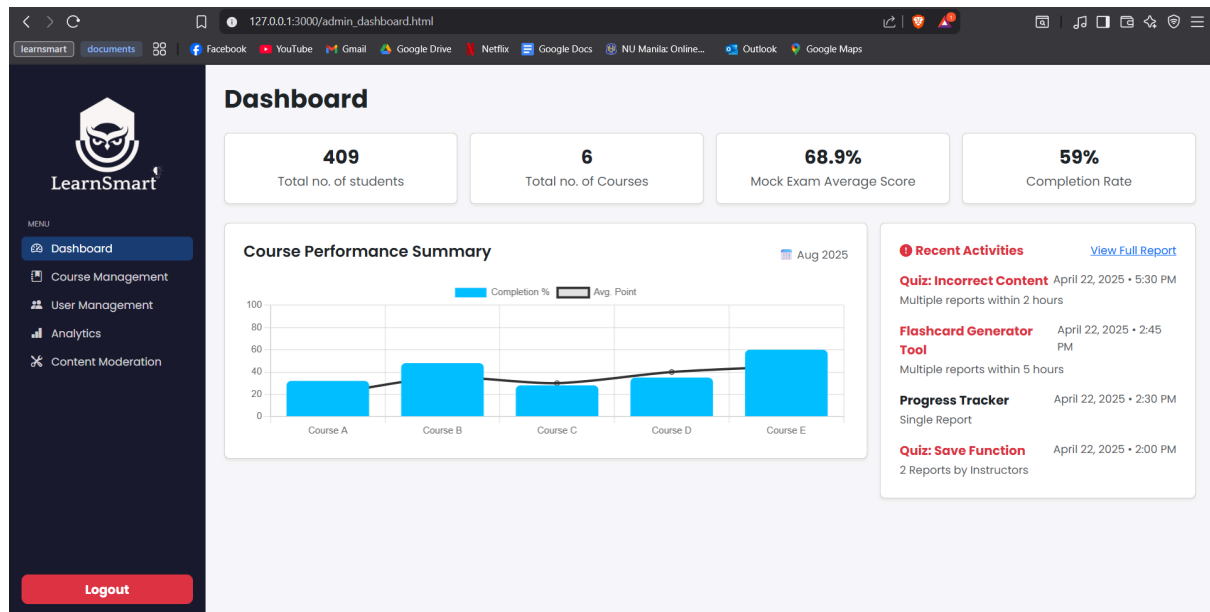 127.0.0.1:3000/admin_dashboard.html
learnsmart documents Facebook YouTube Gmail Google Drive Netflix Google Docs NU Manila: Online... Outlook Google Maps
LearnSmart
MENU
Dashboard
Course Management
User Management
Analytics
Content Moderation
Logout
Dashboard
409
Total no. of students
6
Total no. of Courses
68.9%
Mock Exam Average Score
59%
Completion Rate
Course Performance Summary
Aug 2025
Completion % Avg. Point
100
80
60
40
20
0
Course A Course B Course C Course D Course E
Recent Activities View Full Report
Quiz: Incorrect Content April 22, 2025 • 5:30 PM
Multiple reports within 2 hours
Flashcard Generator April 22, 2025 • 2:45
Tool PM
Multiple reports within 5 hours
Progress Tracker April 22, 2025 • 2:30 PM
Single Report
Quiz: Save Function April 22, 2025 • 2:00 PM
2 Reports by Instructors